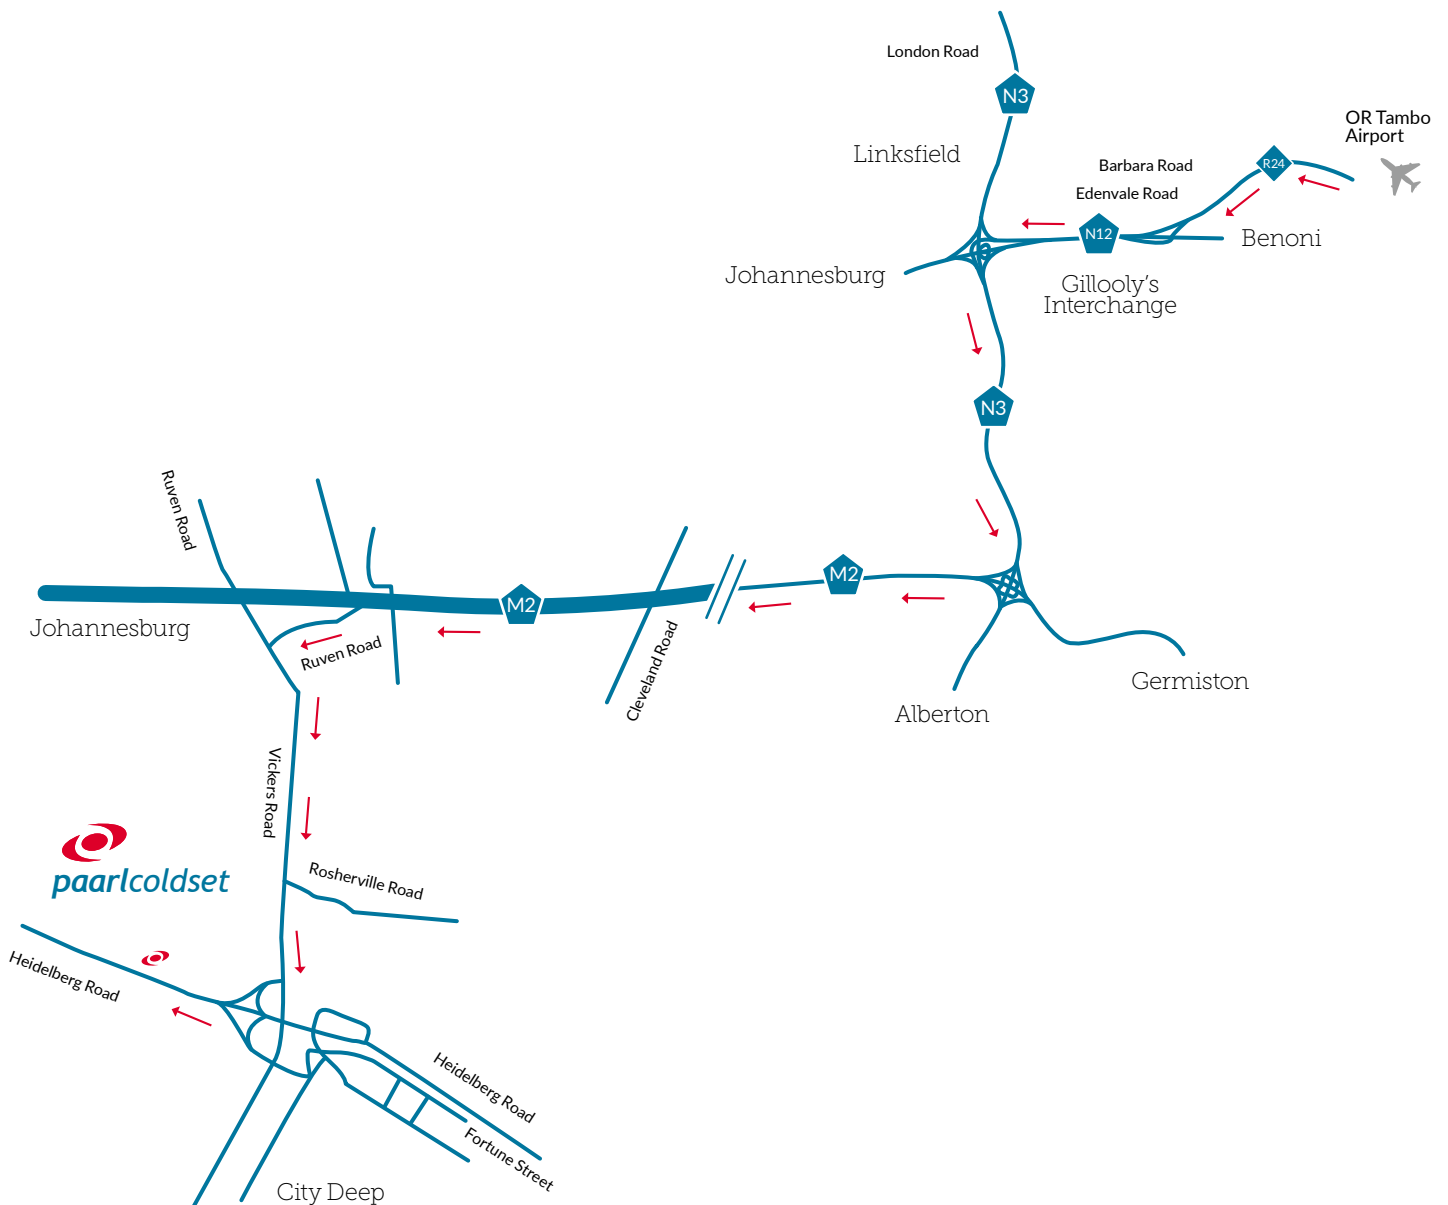 London Road
N3
OR Tambo
Airport
Linksfield
Barbara Road
R24
Edenvale Road
N12
Benoni
Johannesburg
Gillooly's
Interchange
N3
Ruven Road
M2
M2
Johannesburg
Ruven Road
Cleveland Road
Germiston
Alberton
Vickers Road
paarlcoldset
Rosherville Road
Heidelberg Road
Heidelberg Road
Fortune Street
City Deep